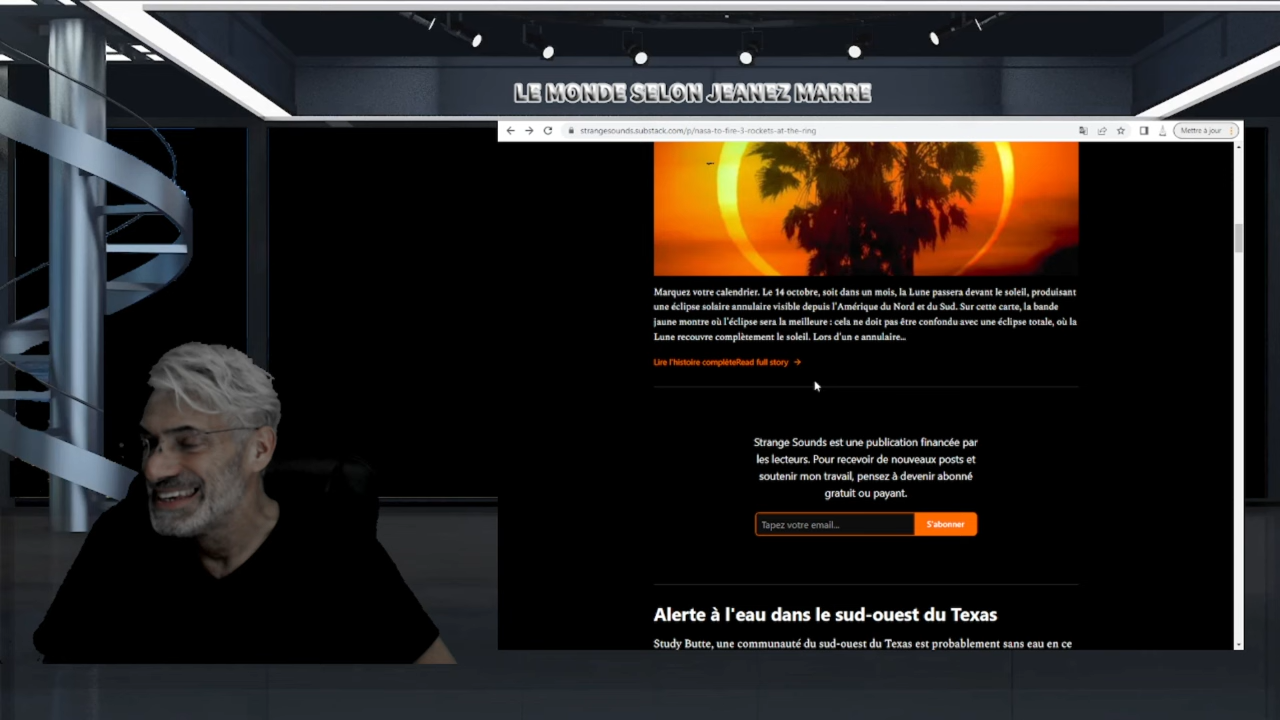 LE MONDE SELON JEANEZ MARRE
strangesounds.substack.com/p/nasa-to-fire-3-rockets-at-the-ring
Mettre à jour
Marquez votre calendrier. Le 14 octobre, soit dans un mois, la Lune passera devant le soleil, produisant
une éclipse solaire annulaire visible depuis l'Amérique du Nord et du Sud. Sur cette carte, la bande
jaune montre où l'éclipse sera la meilleure : cela ne doit pas être confondu avec une éclipse totale, où la
Lune recouvre complètement le soleil. Lors d'un e annulaire...
Lire l'histoire complèteRead full story →
Strange Sounds est une publication financée par
les lecteurs. Pour recevoir de nouveaux posts et
soutenir mon travail, pensez à devenir abonné
gratuit ou payant.
Tapez votre email...
S'abonner
Alerte à l'eau dans le sud-ouest du Texas
Study Butte, une communauté du sud-ouest du Texas est probablement sans eau en ce